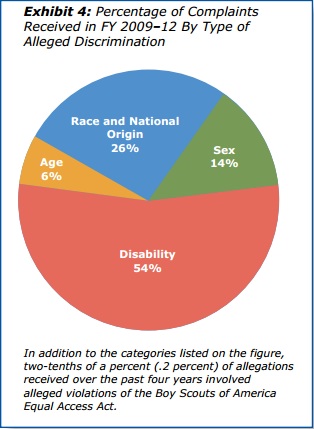 Exhibit 4: Percentage of Complaints
Received in FY 2009–12 By Type of
Alleged Discrimination
Race and National
Origin
26%
Sex
14%
Age
6%
Disability
54%
In addition to the categories listed on the figure,
two-tenths of a percent (.2 percent) of allegations
received over the past four years involved
alleged violations of the Boy Scouts of America
Equal Access Act.